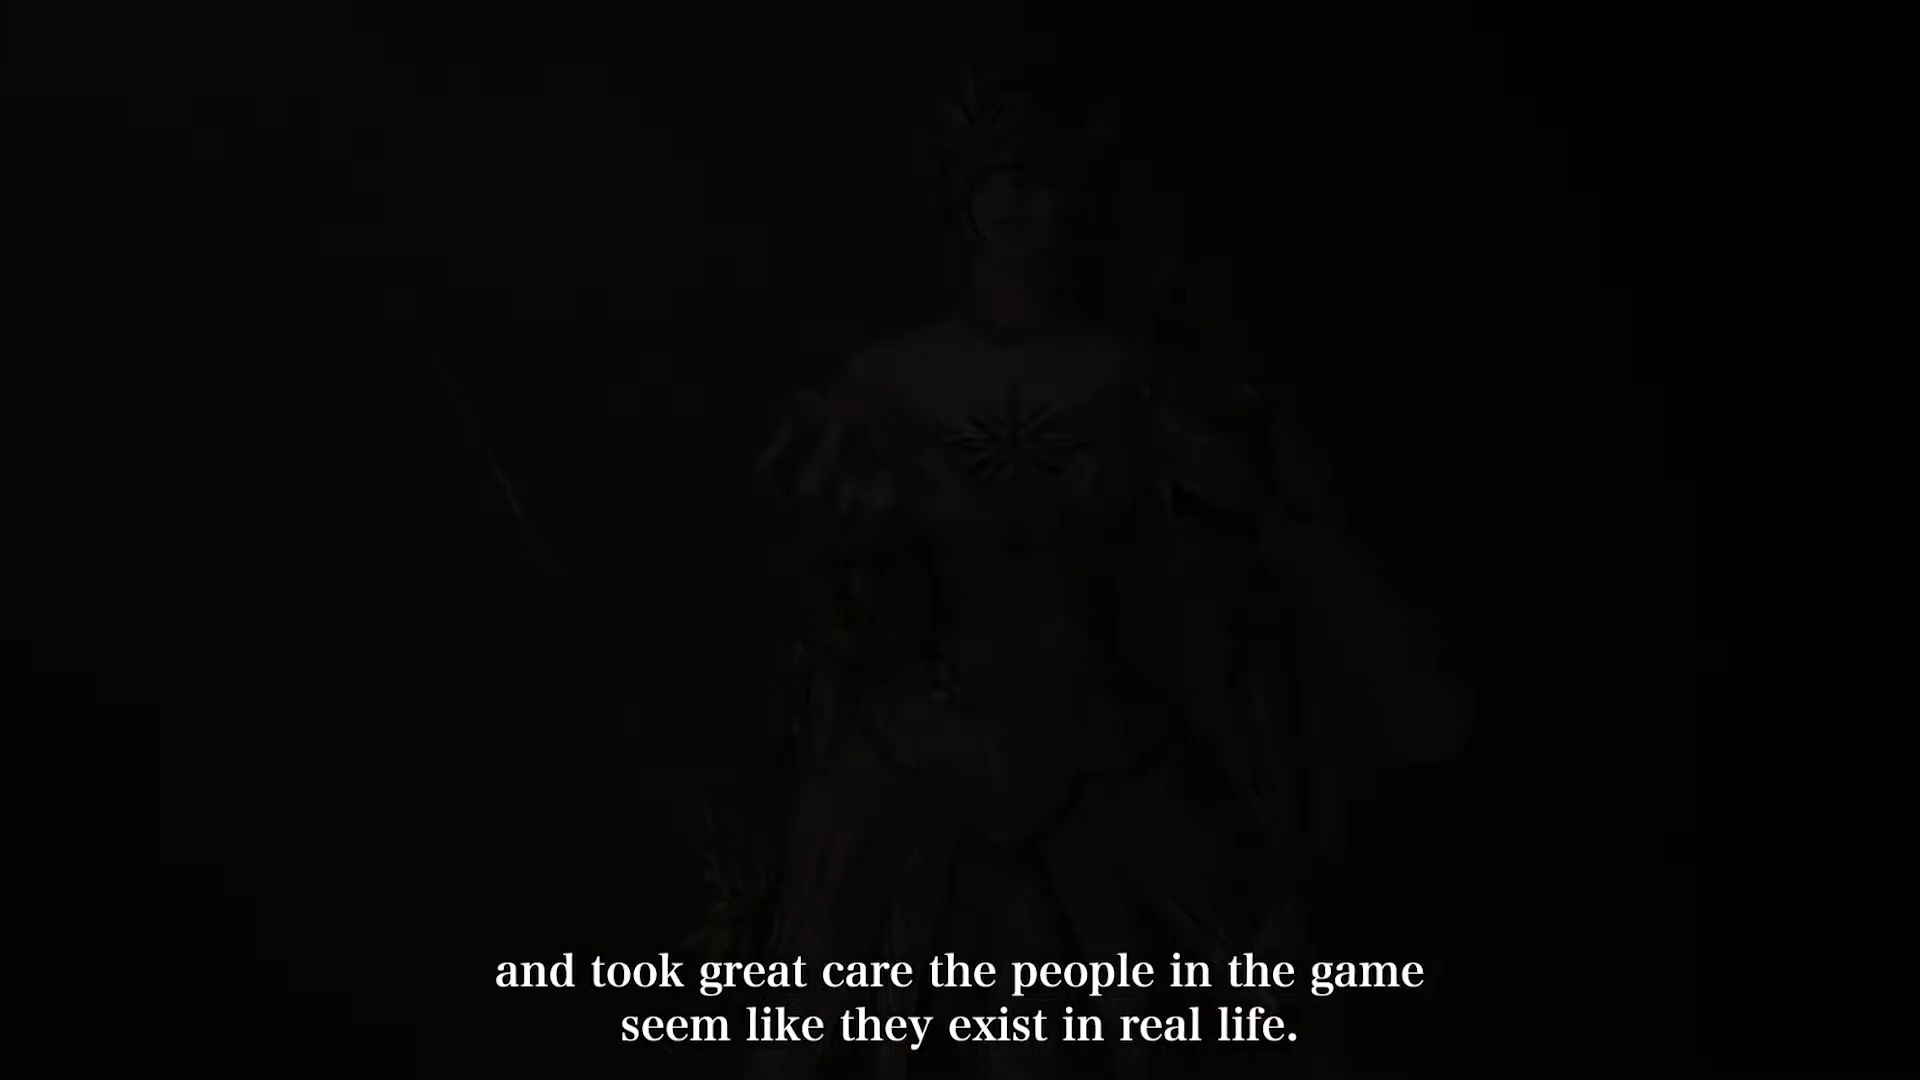 and took great care the people in the game
seem like they exist in real life.